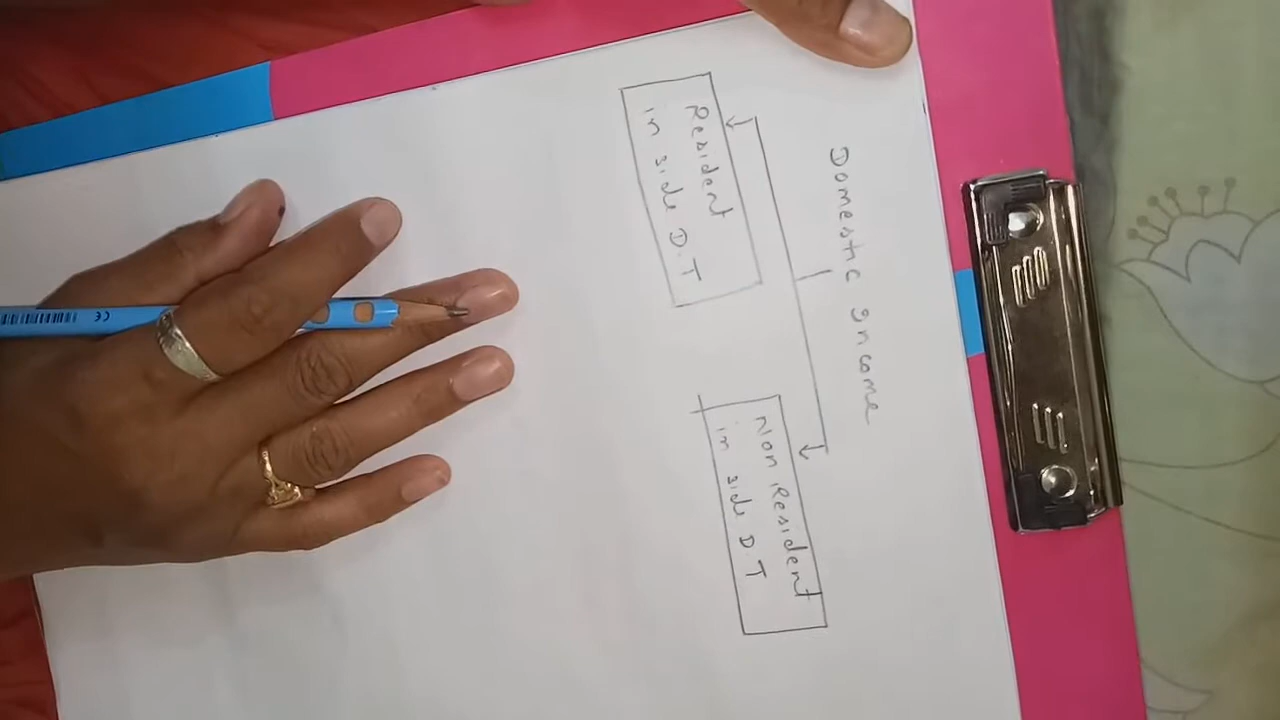 Domestic Income
Resident
in side D.T
Non Resident
in side D T